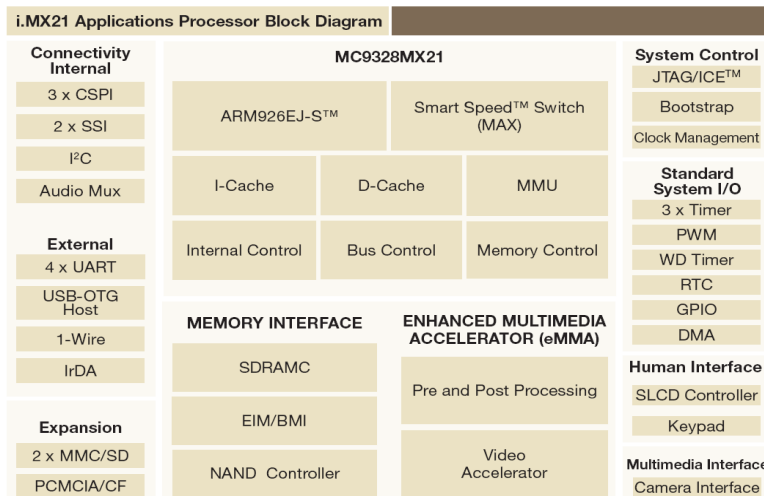 i.MX21 Applications Processor Block Diagram
Connectivity
Internal
3 x CSPI
2 x SSI
I²C
Audio Mux
External
4 x UART
USB-OTG
Host
1-Wire
IrDA
Expansion
2 x MMC/SD
PCMCIA/CF
MC9328MX21
ARM926EJ-S™
Smart Speed™ Switch
(MAX)
I-Cache
D-Cache
MMU
Internal Control
Bus Control
Memory Control
MEMORY INTERFACE
SDRAMC
EIM/BMI
NAND Controller
ENHANCED MULTIMEDIA
ACCELERATOR (eMMA)
Pre and Post Processing
Video
Accelerator
System Control
JTAG/ICE™
Bootstrap
Clock Management
Standard
System I/O
3 x Timer
PWM
WD Timer
RTC
GPIO
DMA
Human Interface
SLCD Controller
Keypad
Multimedia Interface
Camera Interface